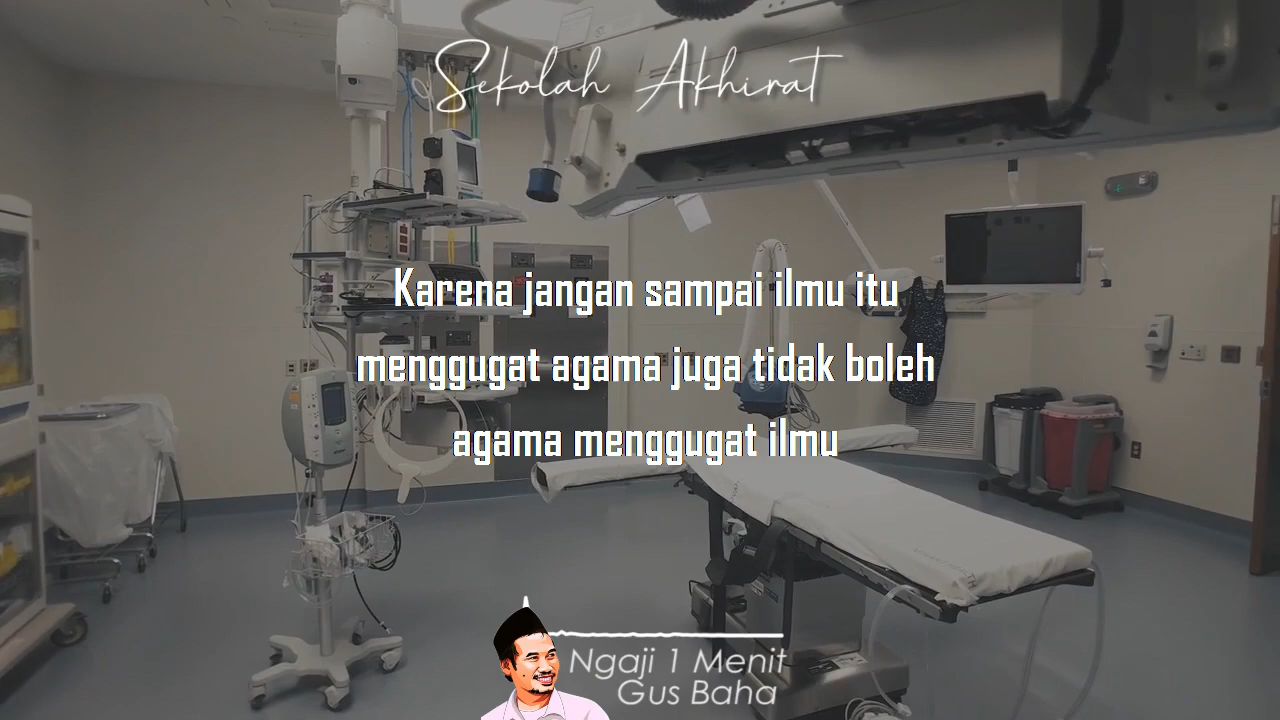 Sekolah Akhirat
Karena jangan sampai ilmu itu
menggugat agama juga tidak boleh
agama menggugat ilmu
Ngaji 1 Menit
Gus Baha